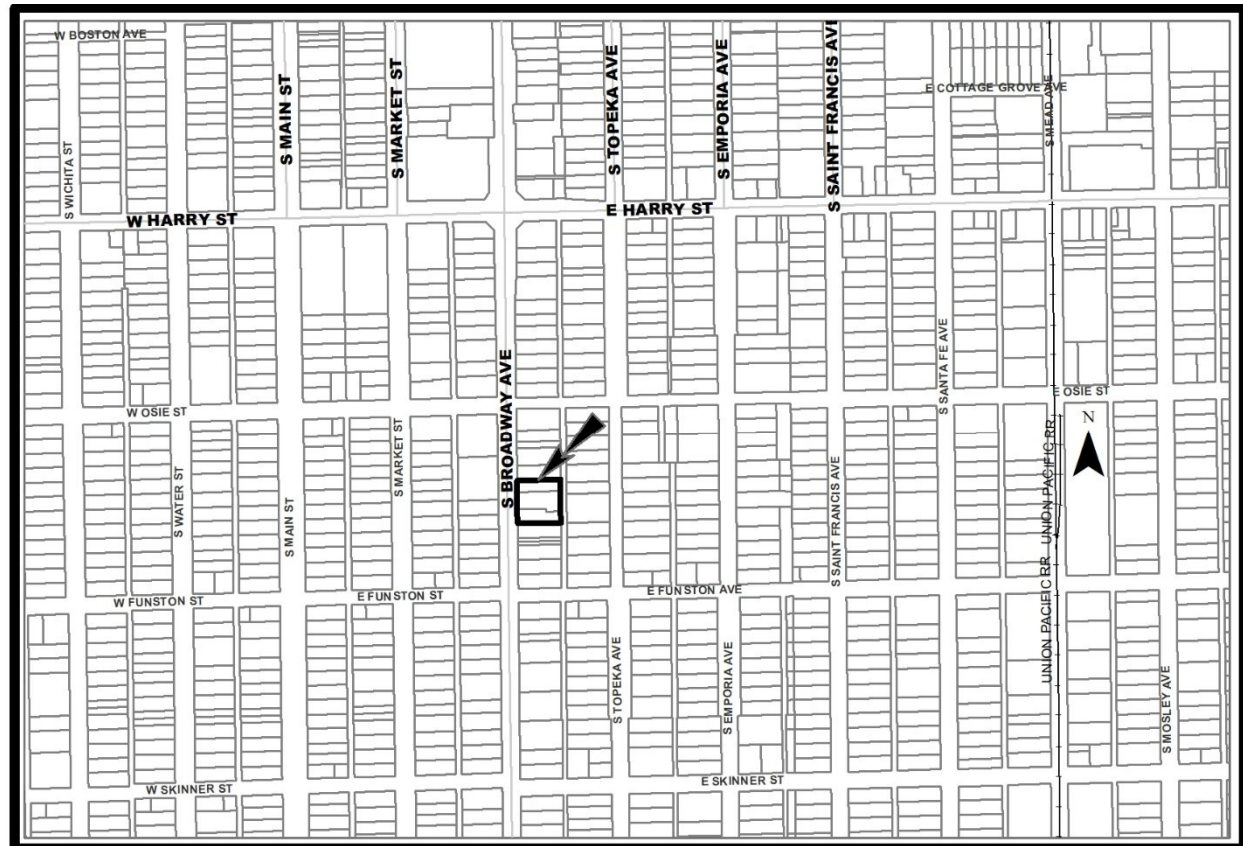 W BOSTON AVE
S MAIN ST
S MARKET ST
S TOPEKA AVE
S EMPORIA AVE
S SAINT FRANCIS AVE
E COTTAGE GROVE AVE
S MEAD AVE
S WICHITA ST
W HARRY ST
E HARRY ST
S BROADWAY AVE
S SANTA FE AVE
E OSIE ST
W OSIE ST
N
S MARKET ST
S WATER ST
S MAIN ST
S SAINT FRANCIS AVE
UNION PACIFIC RR
UNION PACIFIC RR
W FUNSTON ST
E FUNSTON ST
E FUNSTON AVE
S TOPEKA AVE
S EMPORIA AVE
S MOSLEY AVE
W SKINNER ST
E SKINNER ST